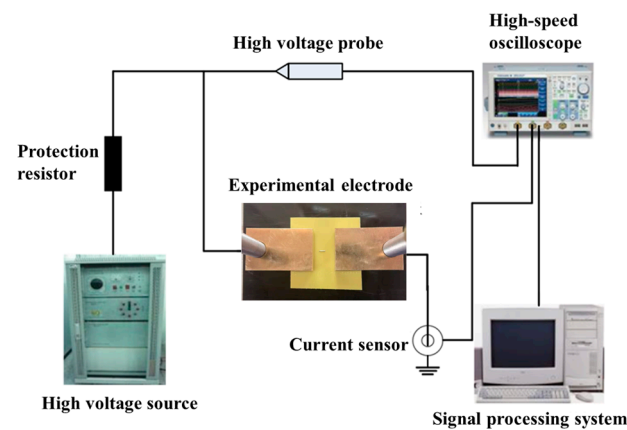 High-speed
oscilloscope
High voltage probe
Protection
resistor
Experimental electrode
Current sensor
High voltage source
Signal processing system